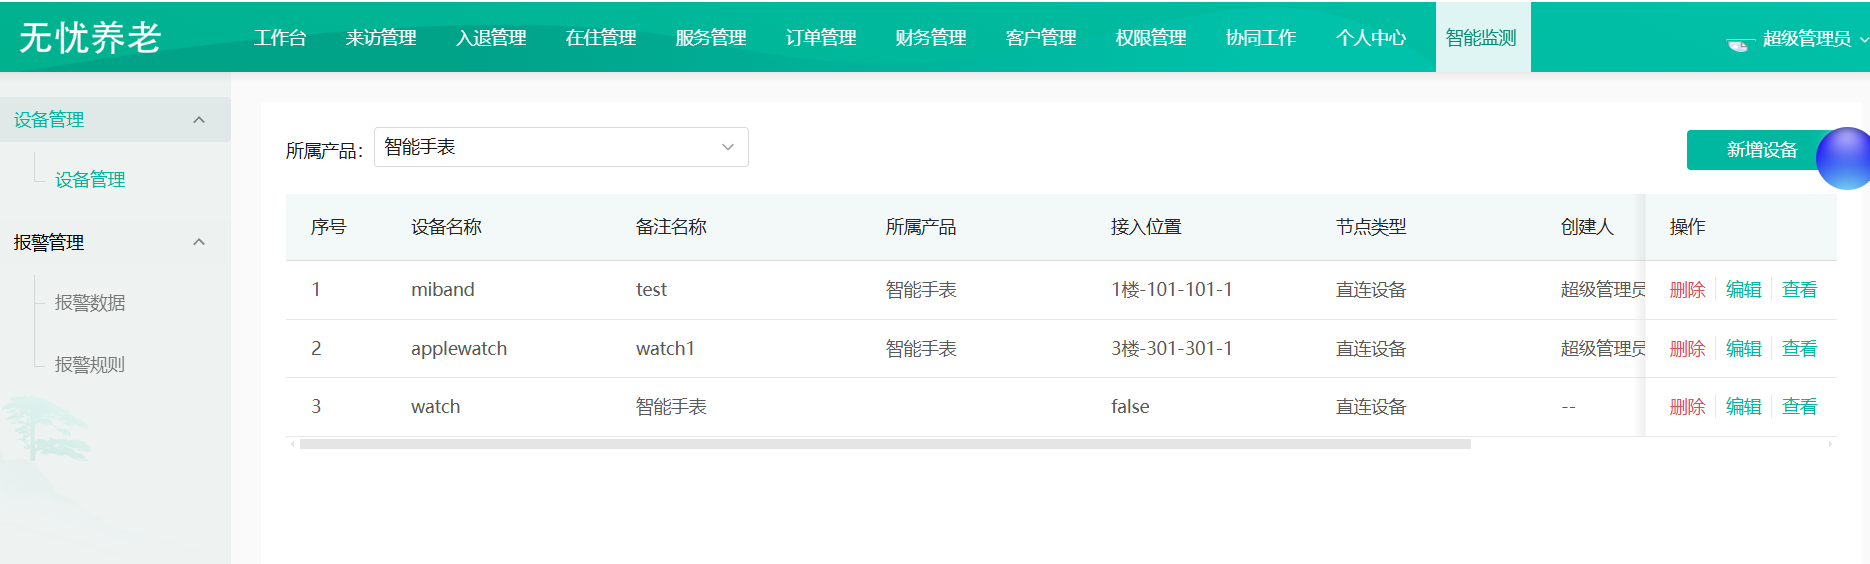 无忧养老
工作台 来访管理 入退管理 在住管理 服务管理 订单管理 财务管理 客户管理 权限管理 协同工作 个人中心 智能监测 超级管理员
设备管理
设备管理
报警管理
报警数据
报警规则
所属产品： 智能手表 新增设备
序号 设备名称 备注名称 所属产品 接入位置 节点类型 创建人 操作
1 miband test 智能手表 1楼-101-101-1 直连设备 超级管理员 删除 编辑 查看
2 applewatch watch1 智能手表 3楼-301-301-1 直连设备 超级管理员 删除 编辑 查看
3 watch 智能手表 false 直连设备 -- 删除 编辑 查看